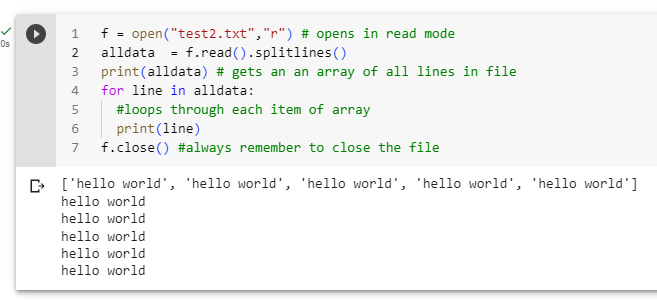 0s
1 f = open("test2.txt","r") # opens in read mode
2 alldata  = f.read().splitlines()
3 print(alldata) # gets an an array of all lines in file
4 for line in alldata:
5   #loops through each item of array
6   print(line)
7 f.close() #always remember to close the file
['hello world', 'hello world', 'hello world', 'hello world', 'hello world']
hello world
hello world
hello world
hello world
hello world